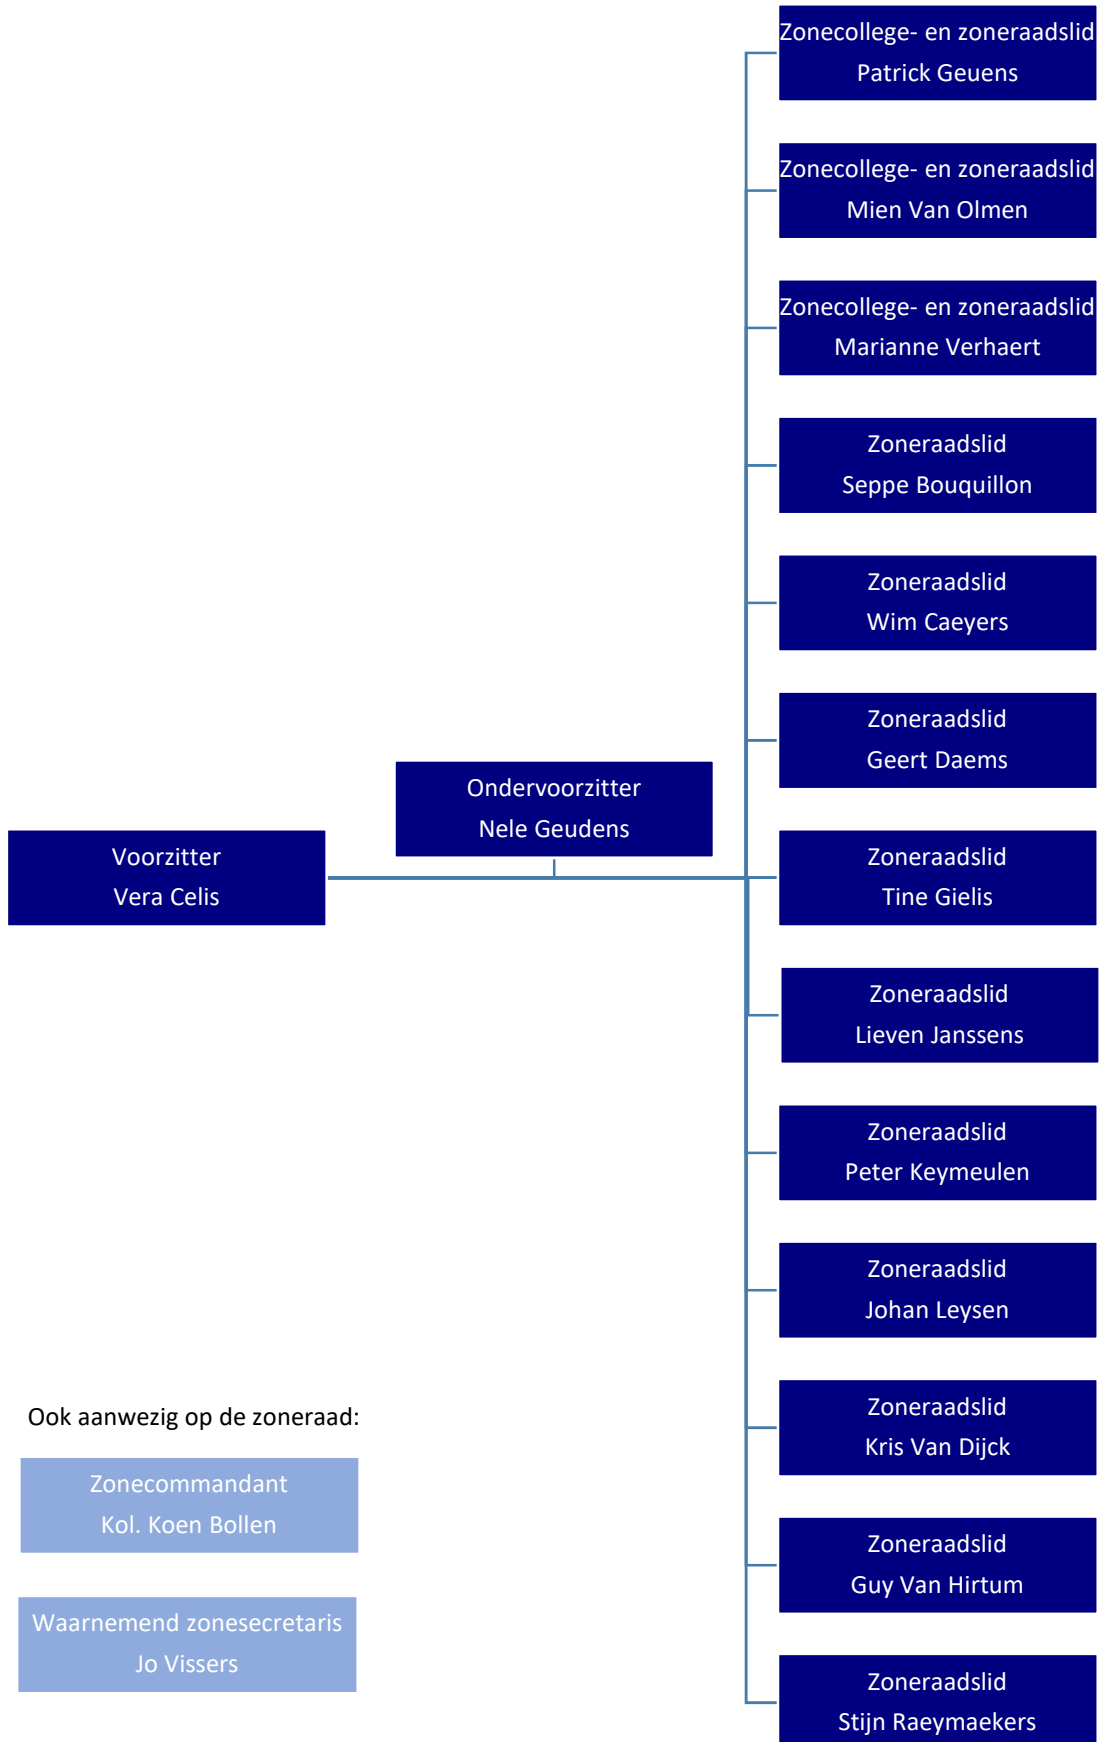 Voorzitter
Vera Celis
Ondervoorzitter
Nele Geudens
Zonecollege- en zoneraadslid
Patrick Geuens
Zonecollege- en zoneraadslid
Mien Van Olmen
Zonecollege- en zoneraadslid
Marianne Verhaert
Zoneraadslid
Seppe Bouquillon
Zoneraadslid
Wim Caeyers
Zoneraadslid
Geert Daems
Zoneraadslid
Tine Gielis
Zoneraadslid
Lieven Janssens
Zoneraadslid
Peter Keymeulen
Zoneraadslid
Johan Leysen
Zoneraadslid
Kris Van Dijck
Zoneraadslid
Guy Van Hirtum
Zoneraadslid
Stijn Raeymaekers
Ook aanwezig op de zoneraad:
Zonecommandant
Kol. Koen Bollen
Waarnemend zonesecretaris
Jo Vissers